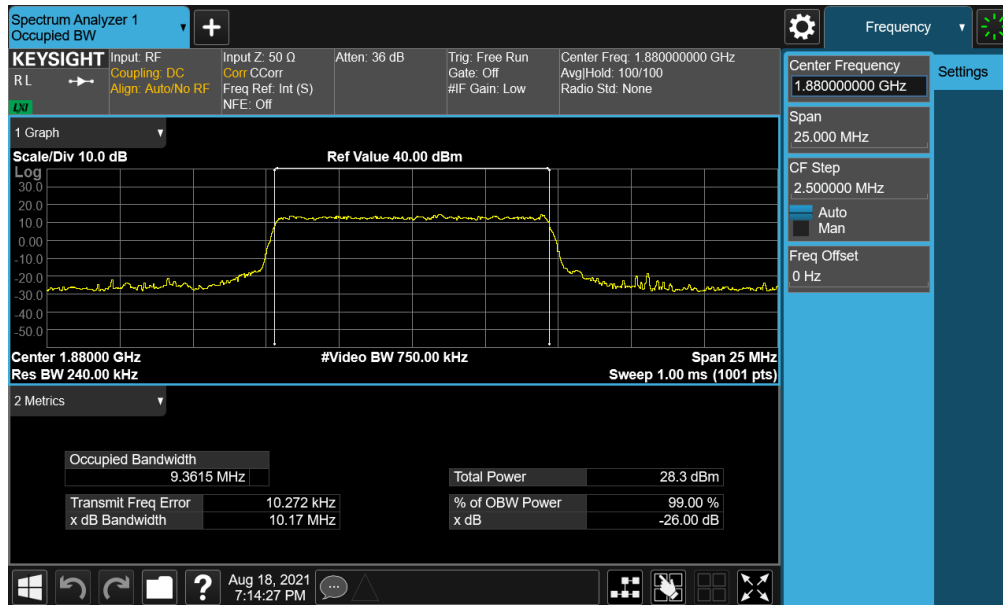 Spectrum Analyzer 1
Occupied BW
+
Frequency
KEYSIGHT
R L
LXI
Input: RF
Coupling: DC
Align: Auto/No RF
Input Z: 50 Ω
Corr CCorr
Freq Ref: Int (S)
NFE: Off
Atten: 36 dB
Trig: Free Run
Gate: Off
#IF Gain: Low
Center Freq: 1.880000000 GHz
Avg|Hold: 100/100
Radio Std: None
Center Frequency
1.880000000 GHz
Settings
Span
25.000 MHz
CF Step
2.500000 MHz
Auto
Man
Freq Offset
0 Hz
1 Graph
Scale/Div 10.0 dB
Ref Value 40.00 dBm
Log
30.0
20.0
10.0
0.00
-10.0
-20.0
-30.0
-40.0
-50.0
Center 1.88000 GHz
#Video BW 750.00 kHz
Span 25 MHz
Res BW 240.00 kHz
Sweep 1.00 ms (1001 pts)
2 Metrics
Occupied Bandwidth
9.3615 MHz
Total Power 28.3 dBm
Transmit Freq Error 10.272 kHz
% of OBW Power 99.00 %
x dB Bandwidth 10.17 MHz
x dB -26.00 dB
?
Aug 18, 2021
7:14:27 PM